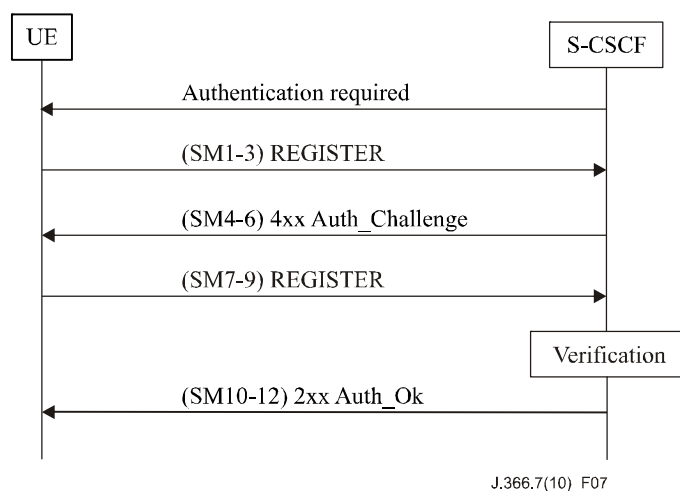 UE
S-CSCF
Authentication required
(SM1-3) REGISTER
(SM4-6) 4xx Auth_Challenge
(SM7-9) REGISTER
Verification
(SM10-12) 2xx Auth_Ok
J.366.7(10)_F07